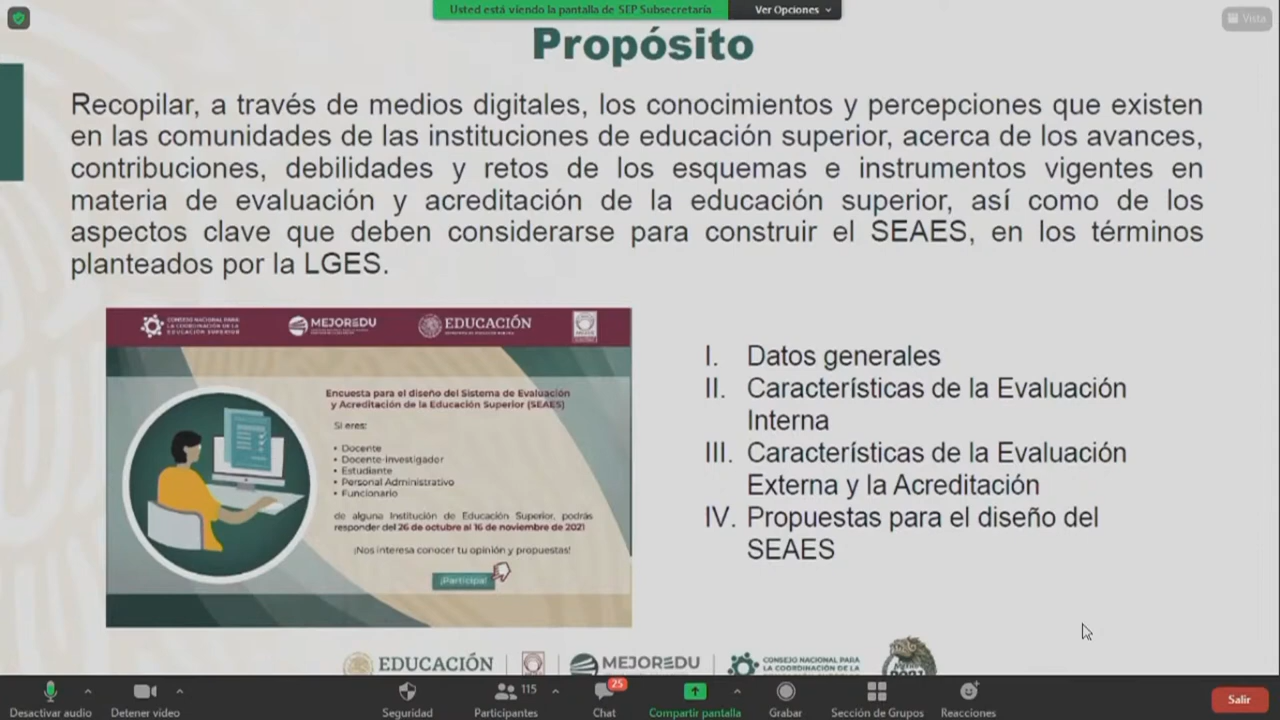 Usted está viendo la pantalla de SEP Subsecretaría
Ver Opciones
Vista
Propósito
Recopilar, a través de medios digitales, los conocimientos y percepciones que existen
en las comunidades de las instituciones de educación superior, acerca de los avances,
contribuciones, debilidades y retos de los esquemas e instrumentos vigentes en
materia de evaluación y acreditación de la educación superior, así como de los
aspectos clave que deben considerarse para construir el SEAES, en los términos
planteados por la LGES.
CONSEJO NACIONAL PARA
LA COORDINACIÓN DE LA
EDUCACIÓN SUPERIOR
MEJOREDU
EDUCACIÓN
Encuesta para el diseño del Sistema de Evaluación
y Acreditación de la Educación Superior (SEAES)
Si eres:
• Docente
• Docente-investigador
• Estudiante
• Personal Administrativo
• Funcionario
de alguna Institución de Educación Superior, podrás
responder del 26 de octubre al 16 de noviembre de 2021
¡Nos interesa conocer tu opinión y propuestas!
¡Participa!
I. Datos generales
II. Características de la Evaluación
Interna
III. Características de la Evaluación
Externa y la Acreditación
IV. Propuestas para el diseño del
SEAES
EDUCACIÓN
MEJOREDU
CONSEJO NACIONAL PARA
LA COORDINACIÓN DE LA
Desactivar audio
Detener video
Seguridad
115
Participantes
25
Chat
Compartir pantalla
Grabar
Sección de Grupos
Reacciones
Salir